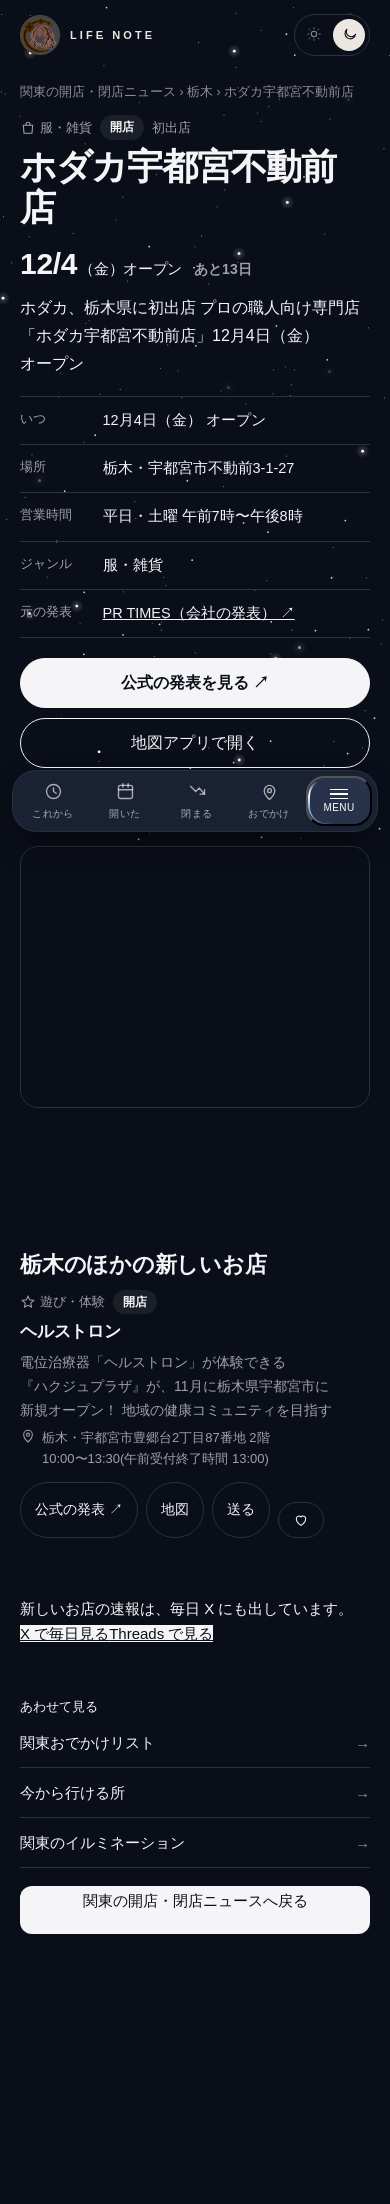 LIFE NOTE
関東の開店・閉店ニュース › 栃木 › ホダカ宇都宮不動前店
服・雑貨 開店 初出店
ホダカ宇都宮不動前
店
12/4（金）オープン あと13日
ホダカ、栃木県に初出店 プロの職人向け専門店
「ホダカ宇都宮不動前店」12月4日（金）
オープン
いつ 12月4日（金） オープン
場所 栃木・宇都宮市不動前3-1-27
営業時間 平日・土曜 午前7時〜午後8時
ジャンル 服・雑貨
元の発表 PR TIMES（会社の発表） ↗
公式の発表を見る ↗
地図アプリで開く
これから 開いた 閉まる おでかけ MENU
栃木のほかの新しいお店
遊び・体験 開店
ヘルストロン
電位治療器「ヘルストロン」が体験できる
『ハクジュプラザ』が、11月に栃木県宇都宮市に
新規オープン！ 地域の健康コミュニティを目指す
栃木・宇都宮市豊郷台2丁目87番地 2階
10:00〜13:30(午前受付終了時間 13:00)
公式の発表 ↗ 地図 送る
新しいお店の速報は、毎日 X にも出しています。
X で毎日見るThreads で見る
あわせて見る
関東おでかけリスト →
今から行ける所 →
関東のイルミネーション →
関東の開店・閉店ニュースへ戻る